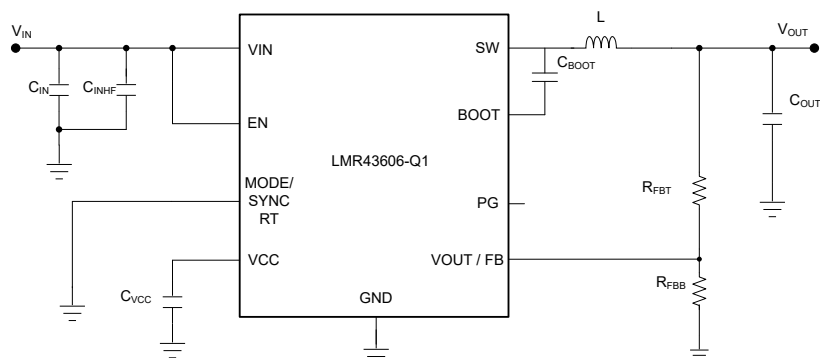 VIN
CIN
CINHF
VIN
EN
MODE/
SYNC
RT
VCC
CVCC
LMR43606-Q1
GND
SW
BOOT
PG
VOUT / FB
CBOOT
L
VOUT
COUT
RFBT
RFBB